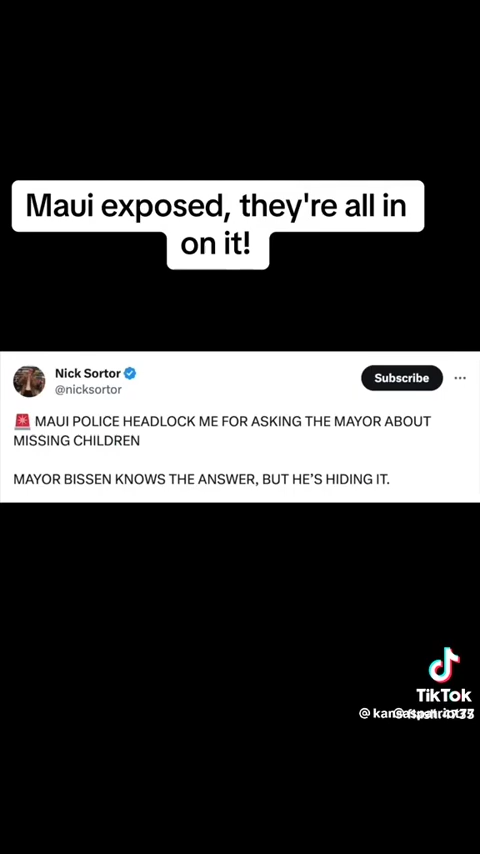 Maui exposed, they're all in
on it!
Nick Sortor
@nicksortor
Subscribe
🚨 MAUI POLICE HEADLOCK ME FOR ASKING THE MAYOR ABOUT
MISSING CHILDREN
MAYOR BISSEN KNOWS THE ANSWER, BUT HE'S HIDING IT.
TikTok